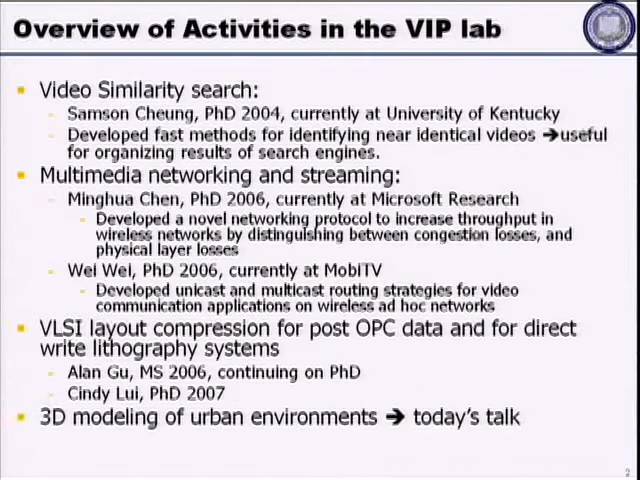 Overview of Activities in the VIP lab
Video Similarity search:
- Samson Cheung, PhD 2004, currently at University of Kentucky
- Developed fast methods for identifying near identical videos ➔useful
for organizing results of search engines.
Multimedia networking and streaming:
- Minghua Chen, PhD 2006, currently at Microsoft Research
- Developed a novel networking protocol to increase throughput in
wireless networks by distinguishing between congestion losses, and
physical layer losses
- Wei Wei, PhD 2006, currently at MobiTV
- Developed unicast and multicast routing strategies for video
communication applications on wireless ad hoc networks
VLSI layout compression for post OPC data and for direct
write lithography systems
- Alan Gu, MS 2006, continuing on PhD
- Cindy Lui, PhD 2007
3D modeling of urban environments ➔ today's talk
2